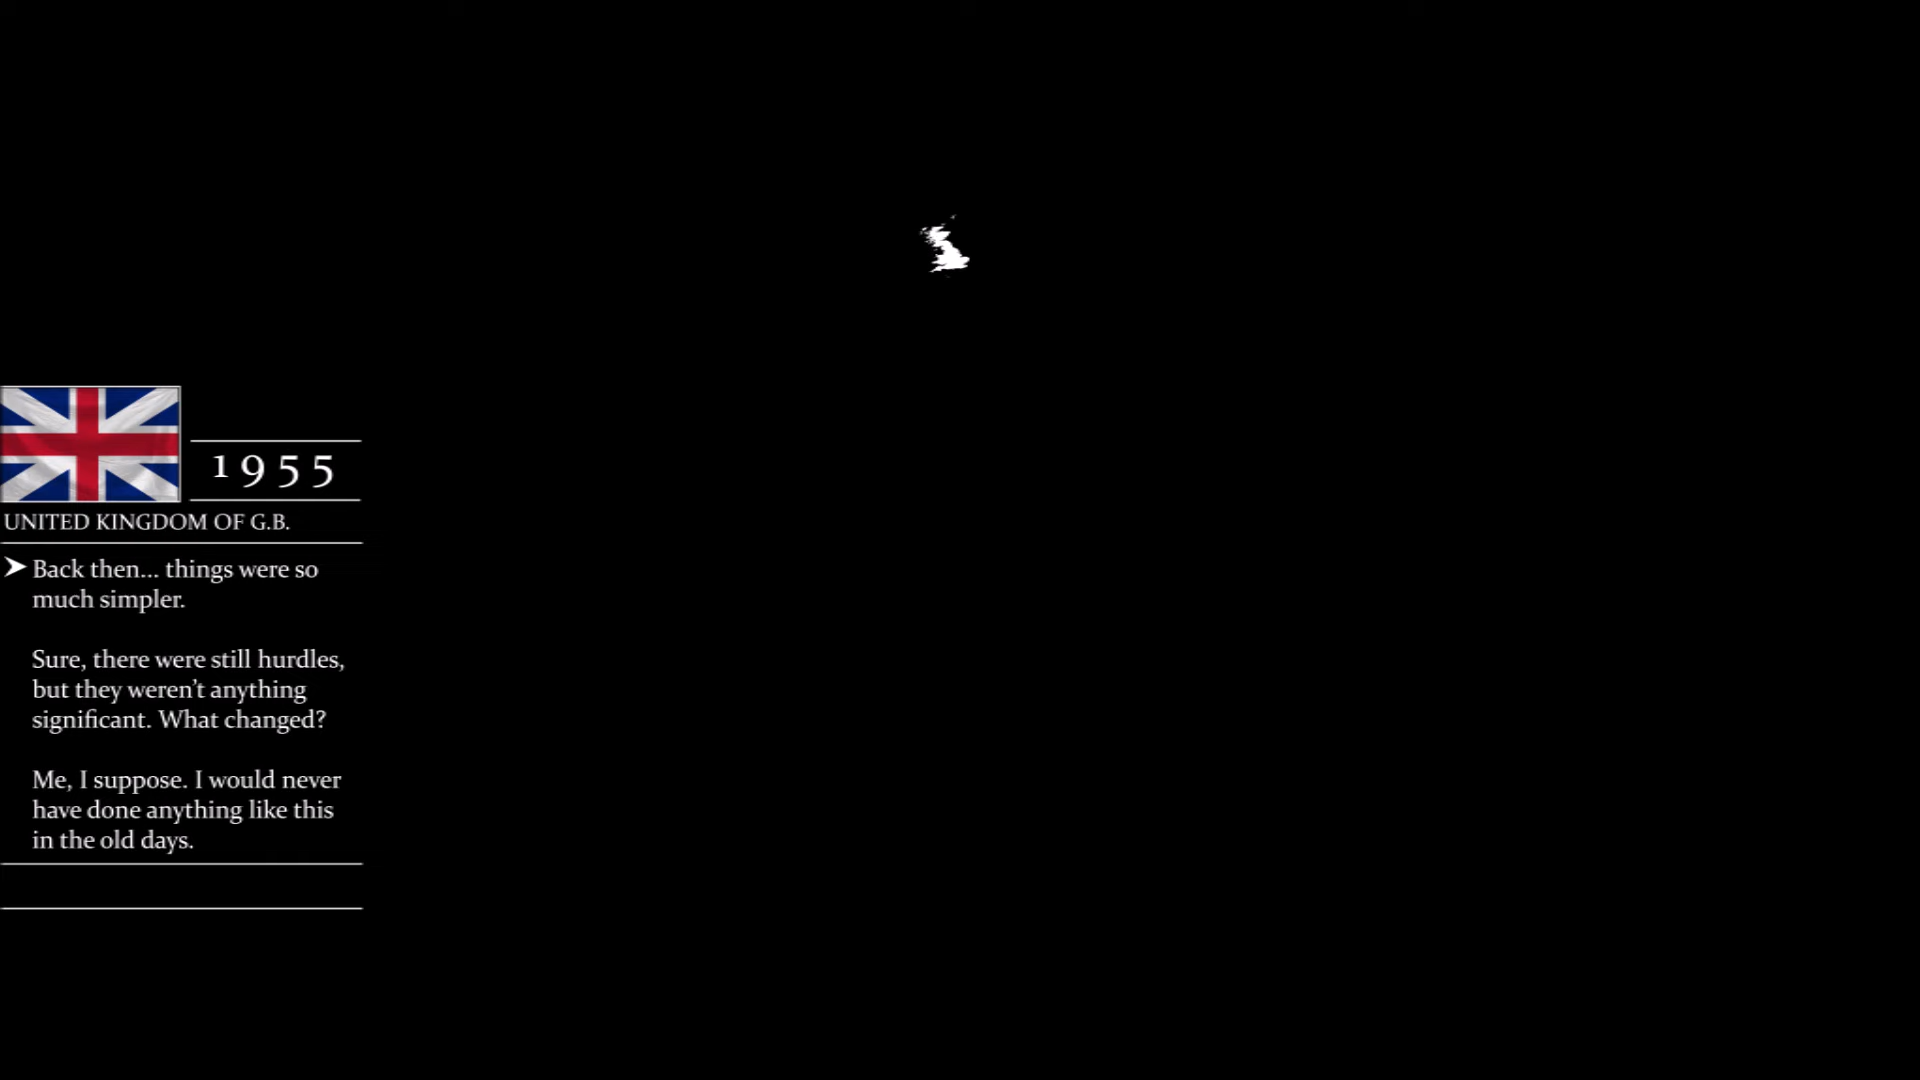 1955
UNITED KINGDOM OF G.B.
Back then... things were so
much simpler.
Sure, there were still hurdles,
but they weren't anything
significant. What changed?
Me, I suppose. I would never
have done anything like this
in the old days.